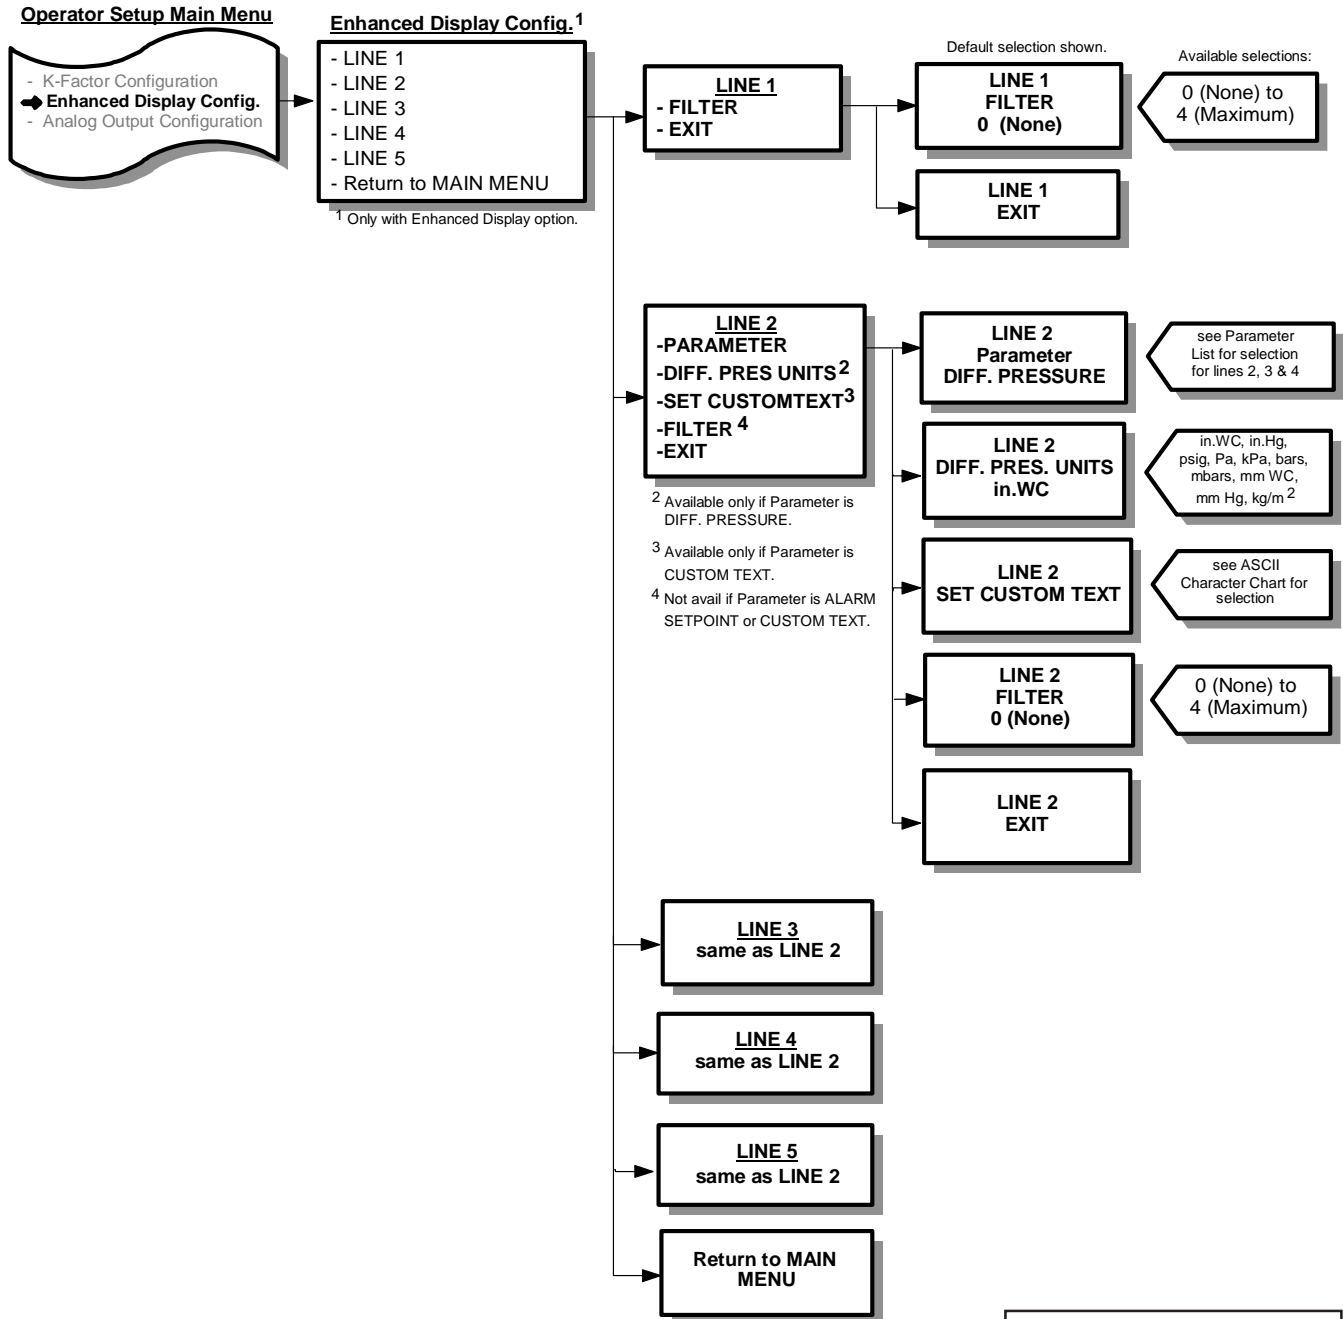 Operator Setup Main Menu
- K-Factor Configuration
Enhanced Display Config.
- Analog Output Configuration
Enhanced Display Config.1
- LINE 1
- LINE 2
- LINE 3
- LINE 4
- LINE 5
- Return to MAIN MENU
1 Only with Enhanced Display option.
LINE 1
- FILTER
- EXIT
Default selection shown.
LINE 1
FILTER
0 (None)
Available selections:
0 (None) to
4 (Maximum)
LINE 1
EXIT
LINE 2
-PARAMETER
-DIFF. PRES UNITS2
-SET CUSTOMTEXT3
-FILTER 4
-EXIT
2 Available only if Parameter is
DIFF. PRESSURE.
3 Available only if Parameter is
CUSTOM TEXT.
4 Not avail if Parameter is ALARM
SETPOINT or CUSTOM TEXT.
LINE 2
Parameter
DIFF. PRESSURE
see Parameter
List for selection
for lines 2, 3 & 4
LINE 2
DIFF. PRES. UNITS
in.WC
in.WC, in.Hg,
psig, Pa, kPa, bars,
mbars, mm WC,
mm Hg, kg/m 2
LINE 2
SET CUSTOM TEXT
see ASCII
Character Chart for
selection
LINE 2
FILTER
0 (None)
0 (None) to
4 (Maximum)
LINE 2
EXIT
LINE 3
same as LINE 2
LINE 4
same as LINE 2
LINE 5
same as LINE 2
Return to MAIN
MENU